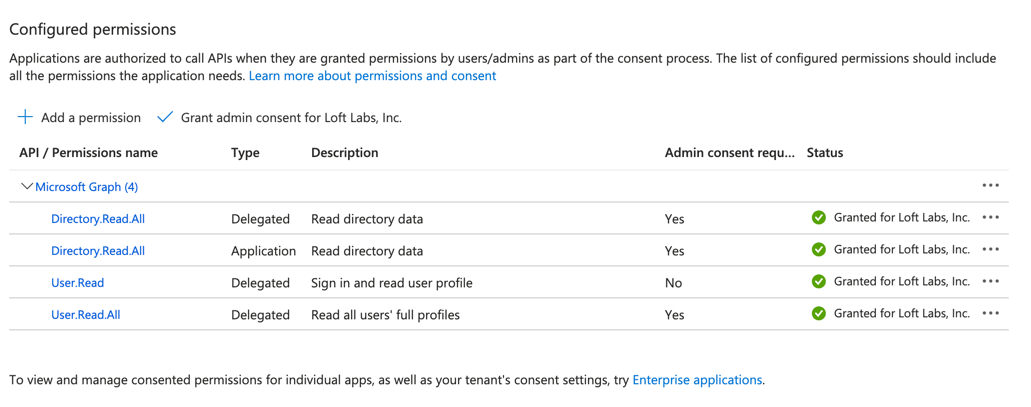 Configured permissions
Applications are authorized to call APIs when they are granted permissions by users/admins as part of the consent process. The list of configured permissions should include
all the permissions the application needs. Learn more about permissions and consent
Add a permission Grant admin consent for Loft Labs, Inc.
API / Permissions name Type Description Admin consent requ... Status
Microsoft Graph (4)
Directory.Read.All Delegated Read directory data Yes Granted for Loft Labs, Inc.
Directory.Read.All Application Read directory data Yes Granted for Loft Labs, Inc.
User.Read Delegated Sign in and read user profile No Granted for Loft Labs, Inc.
User.Read.All Delegated Read all users' full profiles Yes Granted for Loft Labs, Inc.
To view and manage consented permissions for individual apps, as well as your tenant's consent settings, try Enterprise applications.